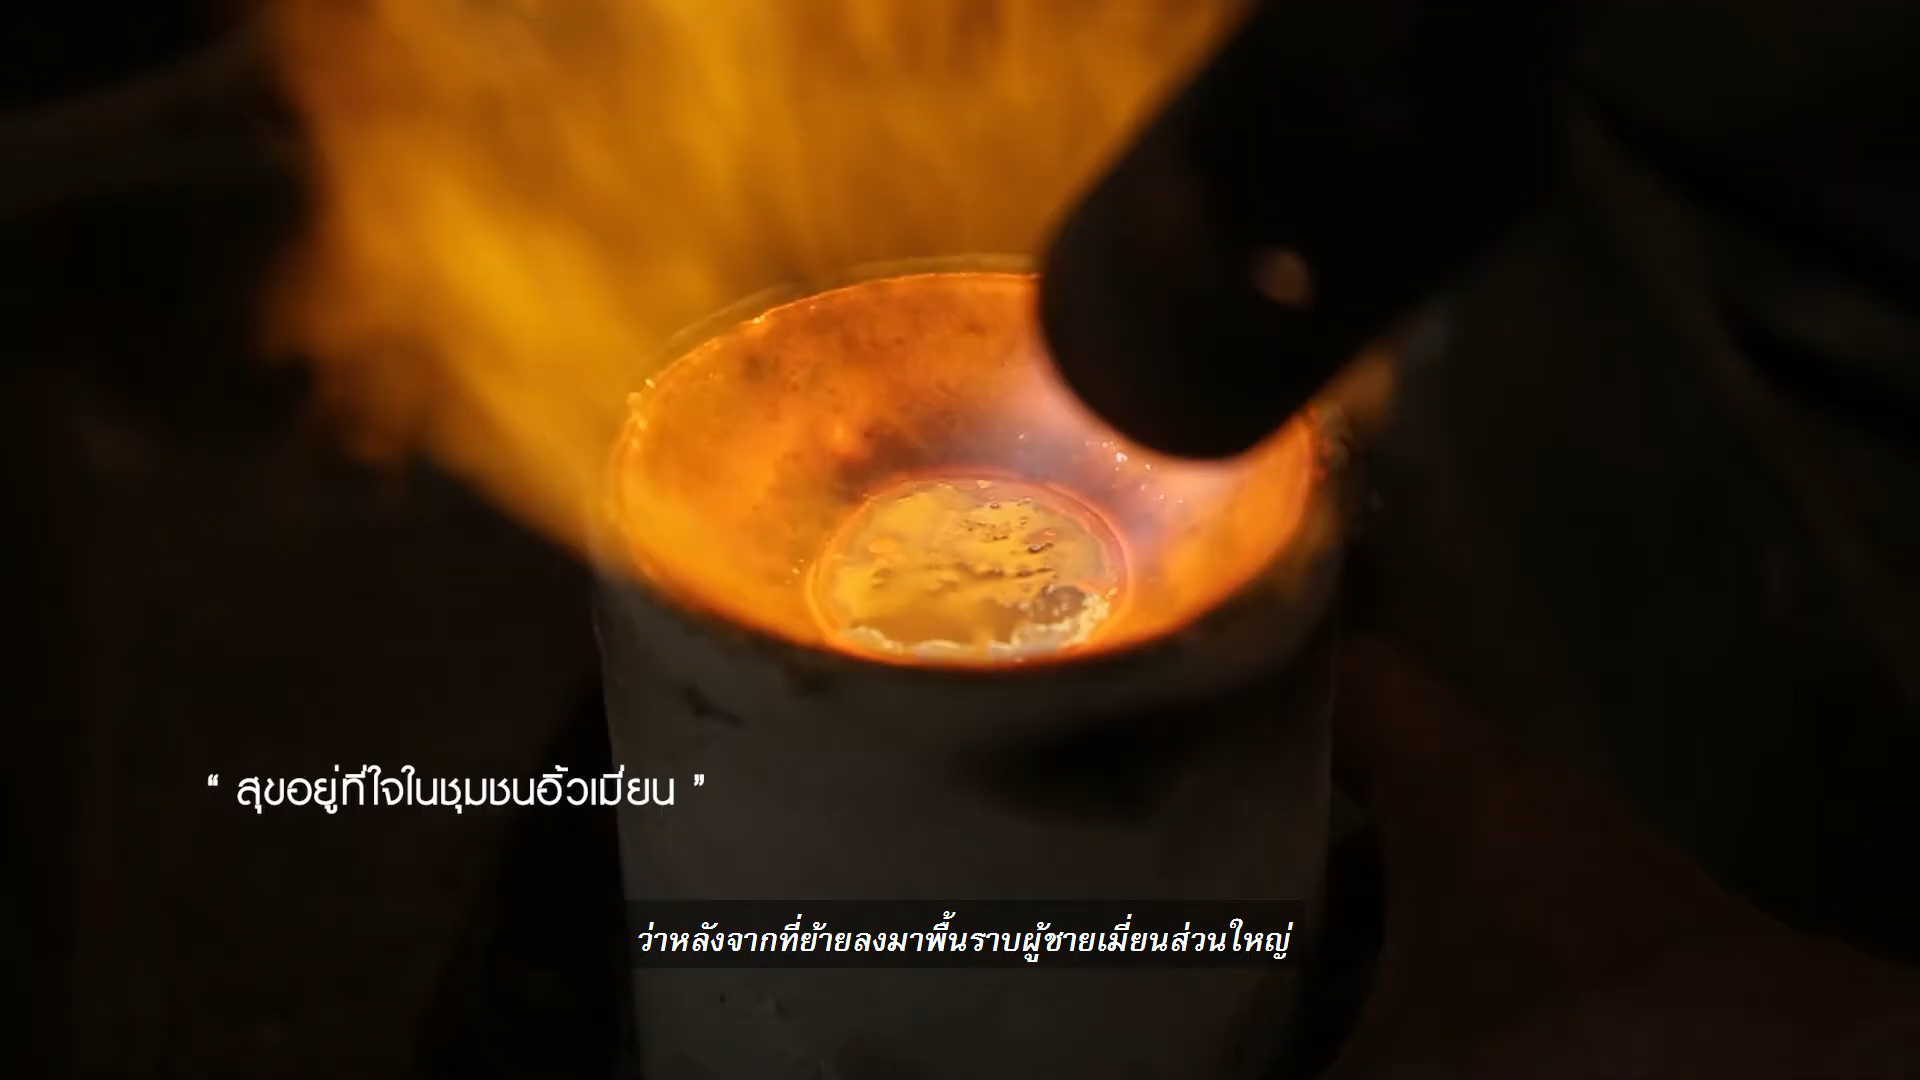 “ สุขอยู่ที่ใจในชุมชนอิ้วเมี่ยน ”
ว่าหลังจากที่ย้ายลงมาพื้นราบผู้ชายเมี่ยนส่วนใหญ่